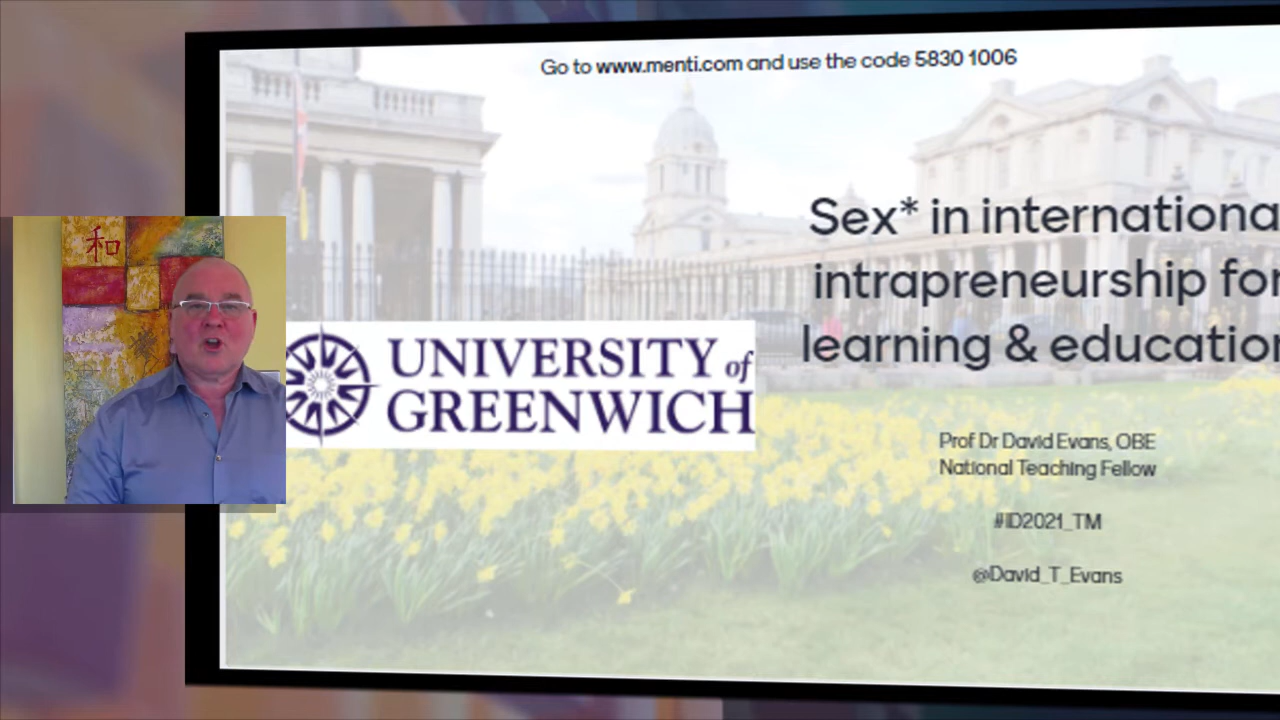 Go to www.menti.com and use the code 5830 1006
和
Sex* in internationa
intrapreneurship for
learning & education
UNIVERSITY of
GREENWICH
Prof Dr David Evans, OBE
National Teaching Fellow
#ID2021_TM
@David_T_Evans